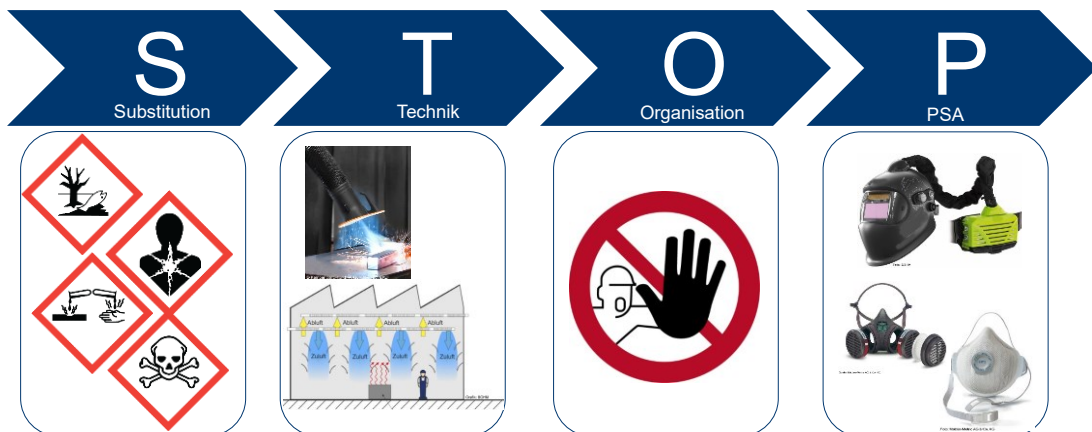 S
Substitution
T
Technik
O
Organisation
P
PSA
Abluft Abluft Abluft Abluft
Zuluft Zuluft Zuluft Zuluft